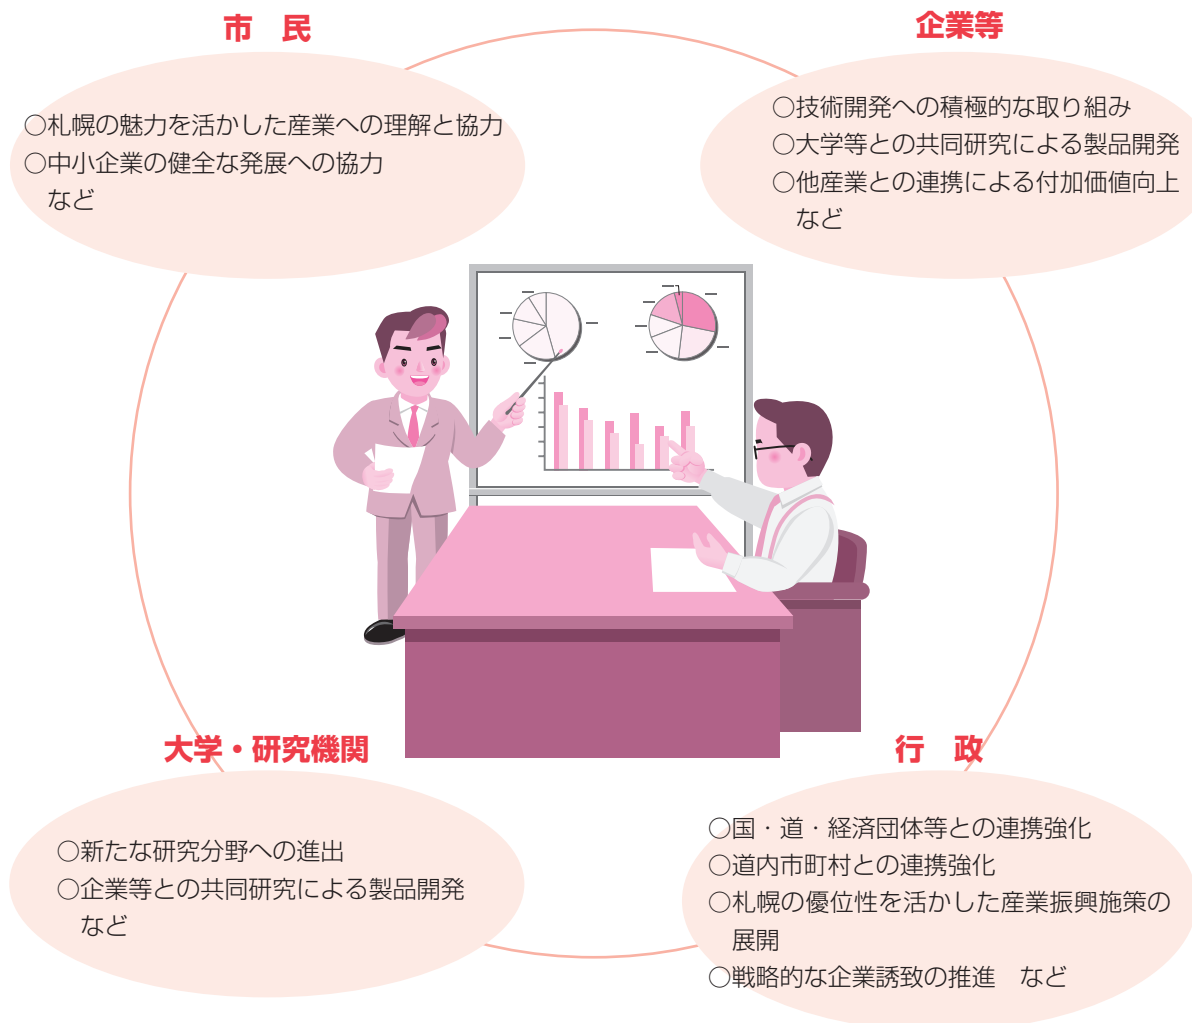 市　民
○札幌の魅力を活かした産業への理解と協力
○中小企業の健全な発展への協力
など
企業等
○技術開発への積極的な取り組み
○大学等との共同研究による製品開発
○他産業との連携による付加価値向上
など
大学・研究機関
○新たな研究分野への進出
○企業等との共同研究による製品開発
など
行　政
○国・道・経済団体等との連携強化
○道内市町村との連携強化
○札幌の優位性を活かした産業振興施策の
展開
○戦略的な企業誘致の推進　など